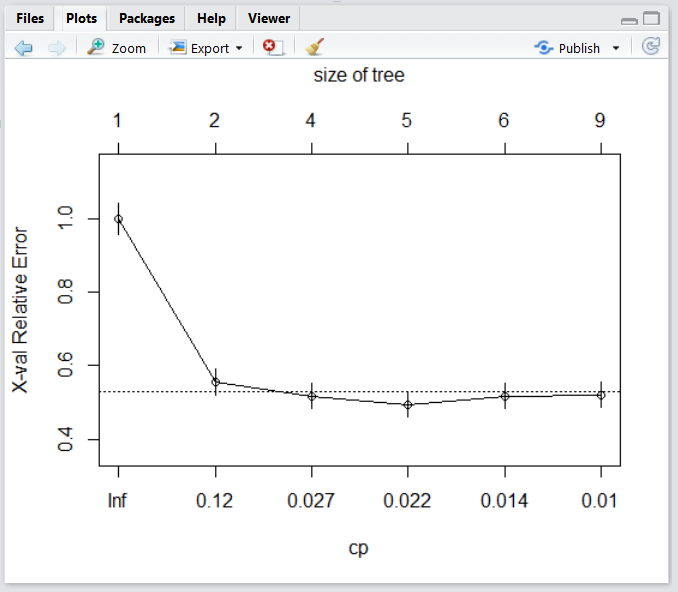 Files Plots Packages Help Viewer
Zoom Export Publish
size of tree
1 2 4 5 6 9
X-val Relative Error
1.0
0.8
0.6
0.4
Inf 0.12 0.027 0.022 0.014 0.01
cp